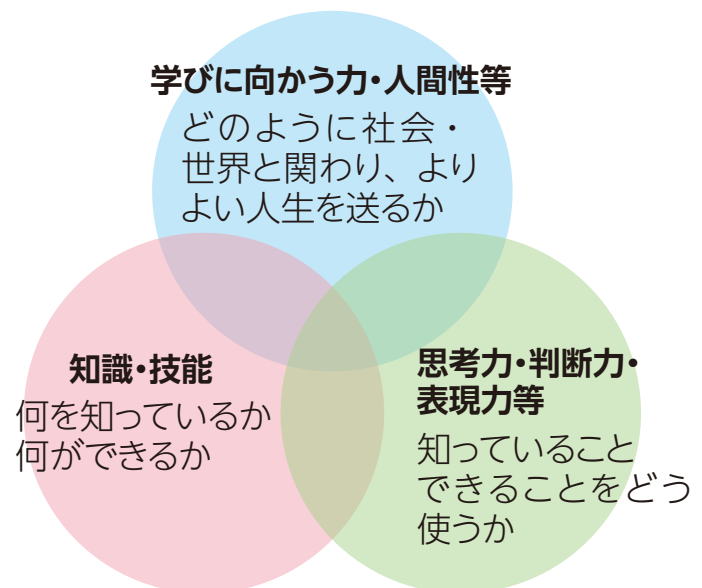 学びに向かう力・人間性等
どのように社会・
世界と関わり、より
よい人生を送るか
知識・技能
何を知っているか
何ができるか
思考力・判断力・
表現力等
知っていること
できることをどう
使うか